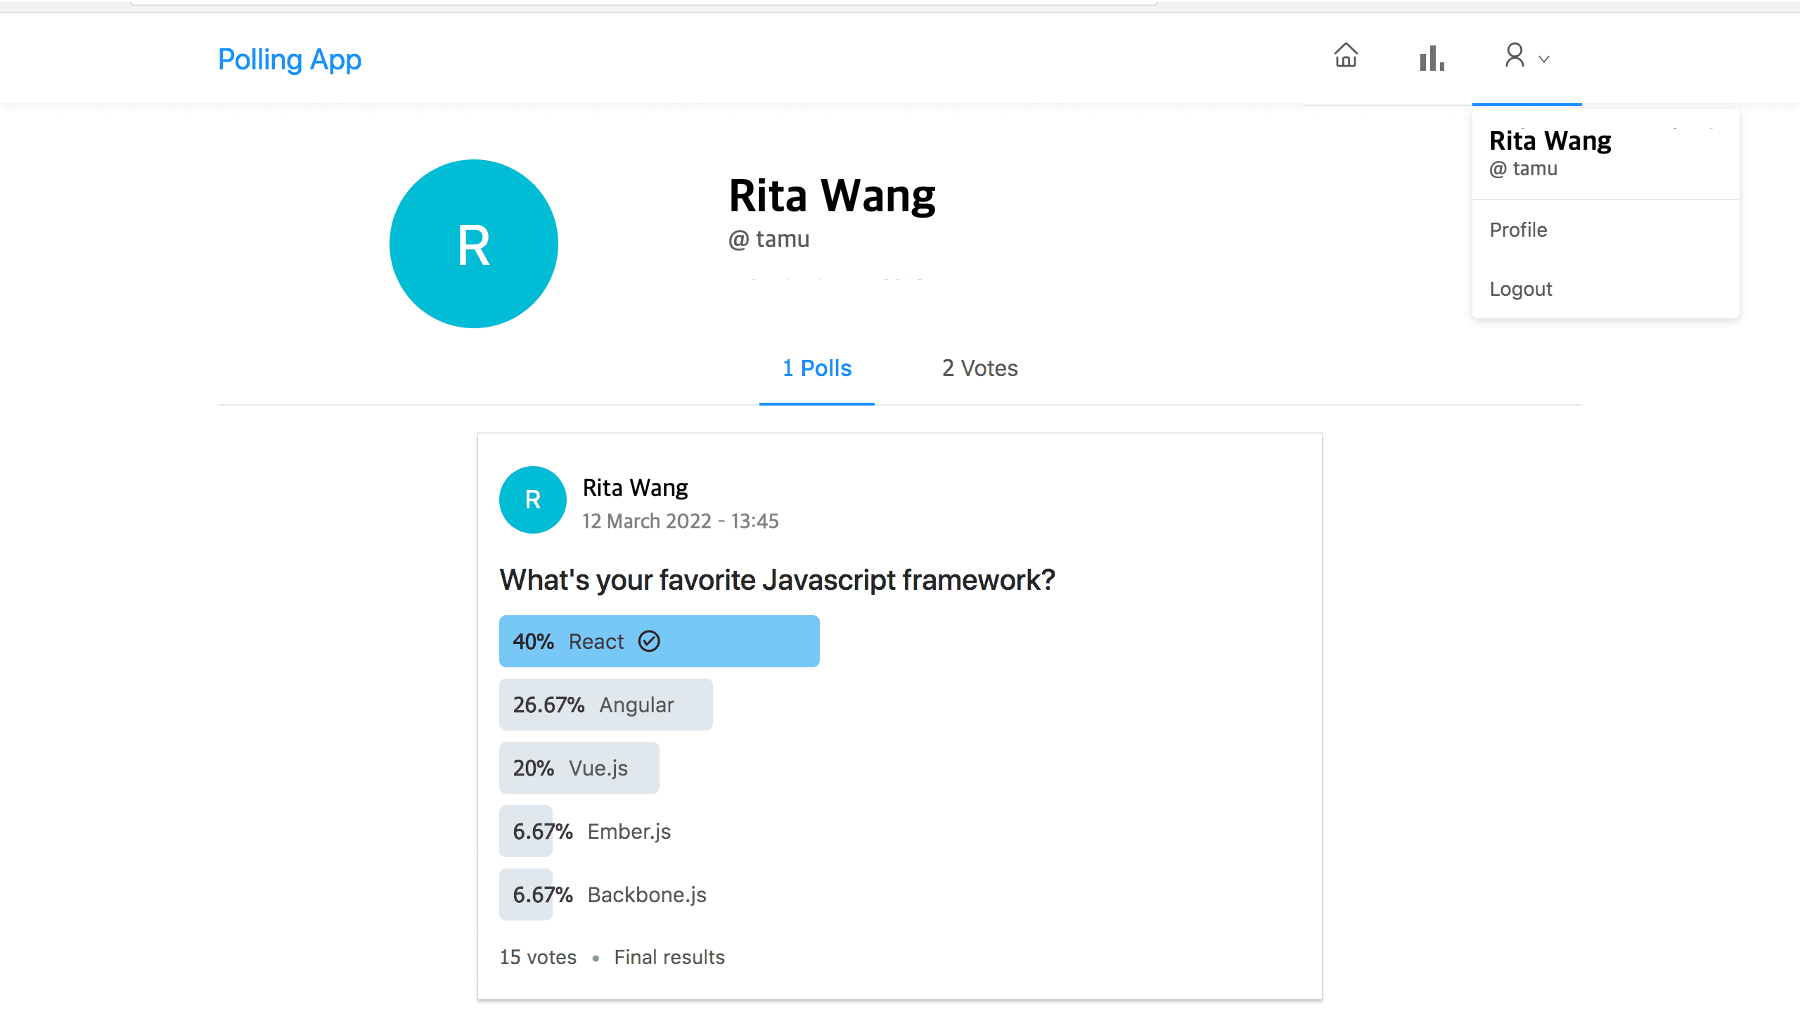 Polling App
Rita Wang
@ tamu
Profile
Logout
R
Rita Wang
@ tamu
1 Polls
2 Votes
R
Rita Wang
12 March 2022 - 13:45
What's your favorite Javascript framework?
40% React
26.67% Angular
20% Vue.js
6.67% Ember.js
6.67% Backbone.js
15 votes • Final results